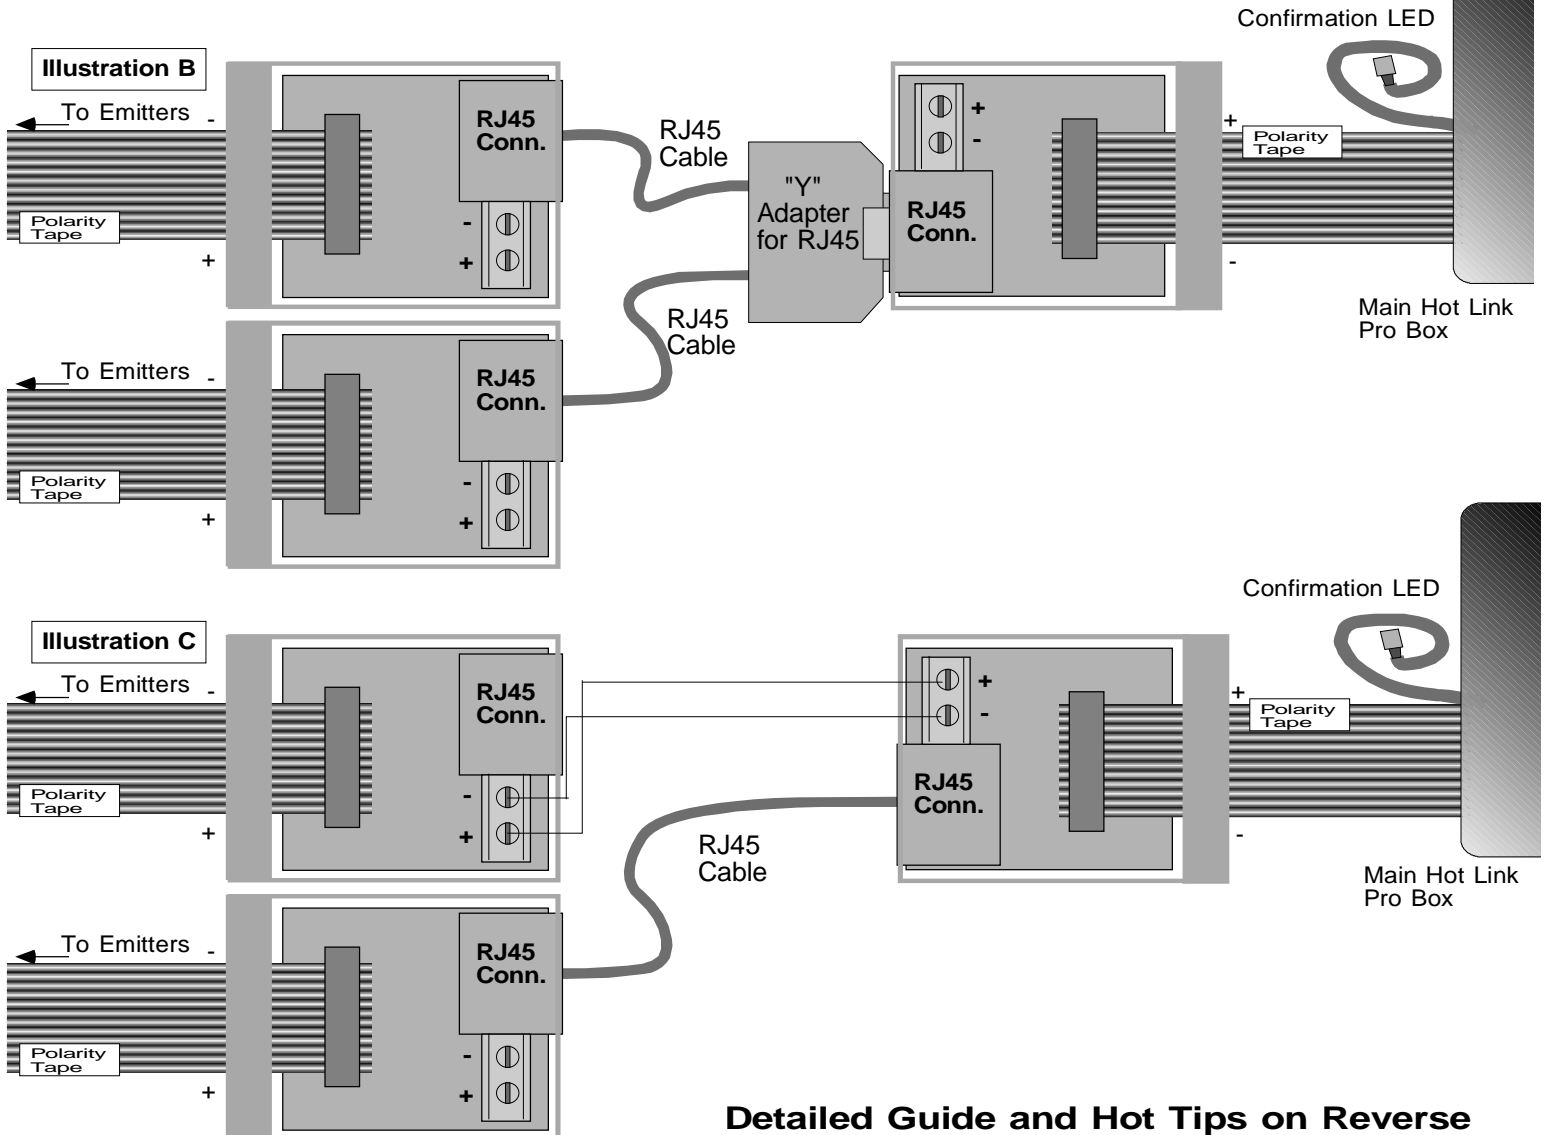 Confirmation LED
Illustration B
To Emitters -
RJ45
Conn.
RJ45
Cable
+
-
+
Polarity
Tape
"Y"
Adapter
for RJ45
RJ45
Conn.
Polarity
Tape
-
+
+
-
Main Hot Link
Pro Box
RJ45
Cable
To Emitters -
RJ45
Conn.
Polarity
Tape
-
+
+
Confirmation LED
Illustration C
To Emitters -
RJ45
Conn.
+
-
+
Polarity
Tape
RJ45
Conn.
Polarity
Tape
-
+
+
-
RJ45
Cable
Main Hot Link
Pro Box
To Emitters -
RJ45
Conn.
Polarity
Tape
-
+
+
Detailed Guide and Hot Tips on Reverse